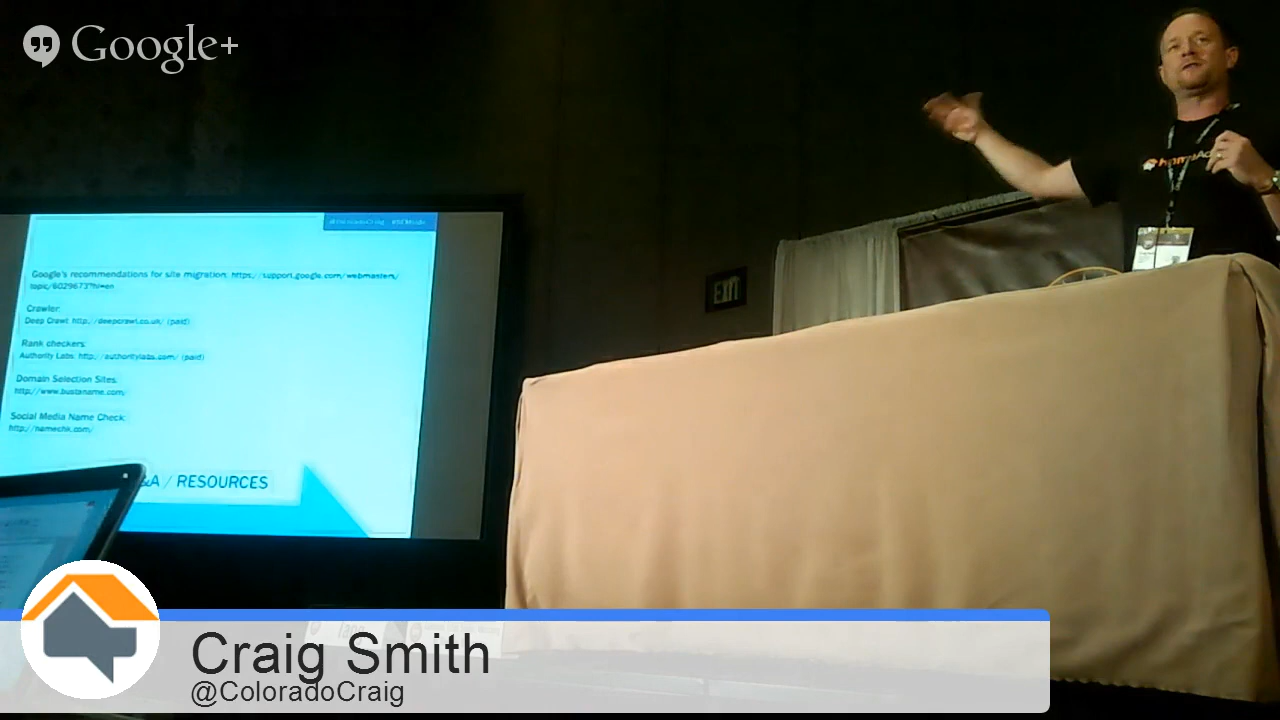 Google+
@ColoradoCraig
Google's recommendations for site migration: https://support.google.com/webmasters/
topic/6029673?hl=en
Crawler:
Deep Crawl: http://deepcrawl.co.uk/ (paid)
Rank checkers:
Authority Labs: http://authoritylabs.com/ (paid)
Domain Selection Sites:
http://www.bustaname.com/
Social Media Name Check:
http://namechk.com/
&A / RESOURCES
EXIT
HomeAd
Craig Smith
@ColoradoCraig